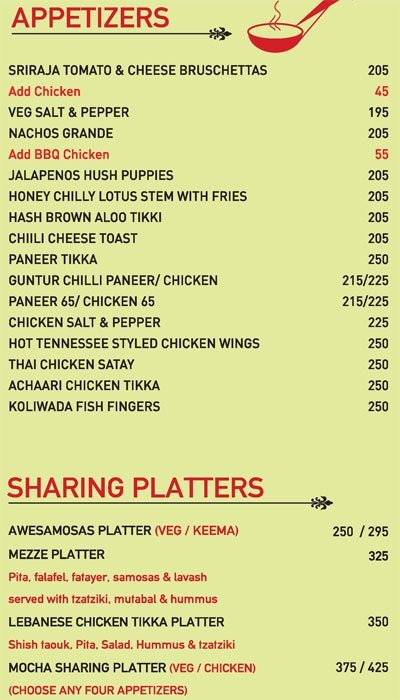 APPETIZERS
SRIRAJA TOMATO & CHEESE BRUSCHETTAS 205
Add Chicken 45
VEG SALT & PEPPER 195
NACHOS GRANDE 205
Add BBQ Chicken 55
JALAPENOS HUSH PUPPIES 205
HONEY CHILLY LOTUS STEM WITH FRIES 205
HASH BROWN ALOO TIKKI 205
CHIILI CHEESE TOAST 205
PANEER TIKKA 250
GUNTUR CHILLI PANEER/ CHICKEN 215/225
PANEER 65/ CHICKEN 65 215/225
CHICKEN SALT & PEPPER 225
HOT TENNESSEE STYLED CHICKEN WINGS 250
THAI CHICKEN SATAY 250
ACHAARI CHICKEN TIKKA 250
KOLIWADA FISH FINGERS 250
SHARING PLATTERS
AWESAMOSAS PLATTER (VEG / KEEMA) 250 / 295
MEZZE PLATTER 325
Pita, falafel, fatayer, samosas & lavash
served with tzatziki, mutabal & hummus
LEBANESE CHICKEN TIKKA PLATTER 350
Shish taouk, Pita, Salad, Hummus & tzatziki
MOCHA SHARING PLATTER (VEG / CHICKEN) 375 / 425
(CHOOSE ANY FOUR APPETIZERS)